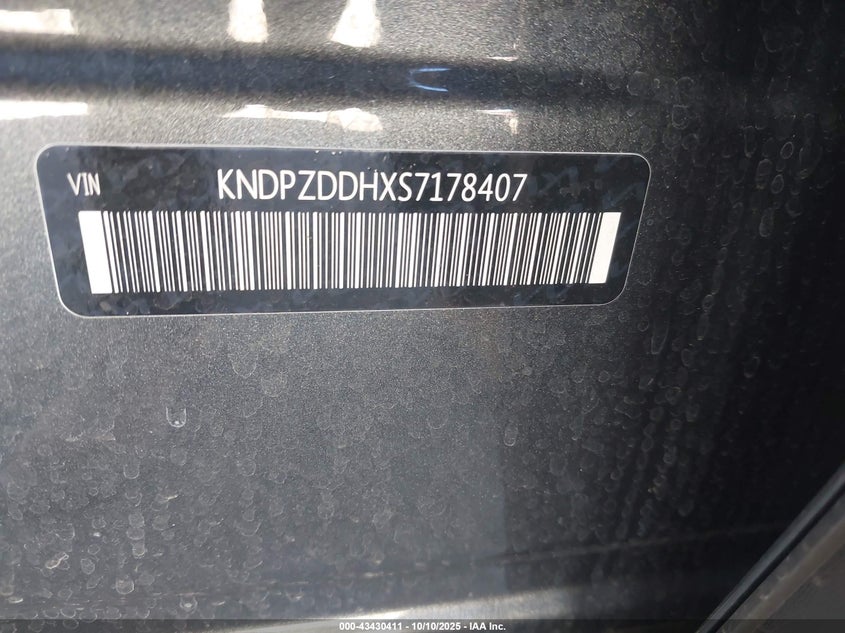 VIN KNDPZDDHXS7178407
000-43430411 - 10/10/2025 - IAA Inc.